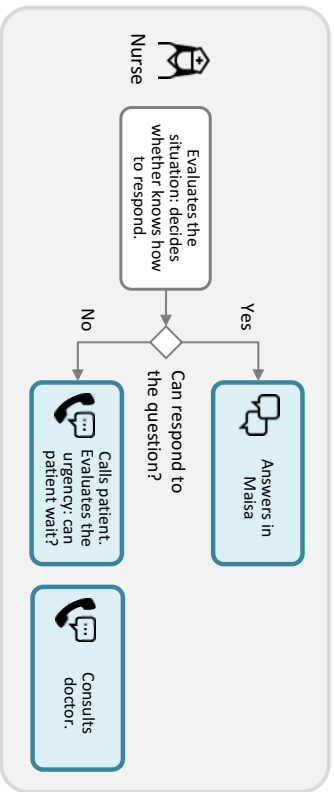 Nurse
Evaluates the
situation: decides
whether knows how
to respond.
Yes
No
Can respond to
the question?
Answers in
Maisa
Calls patient.
Evaluates the
urgency: can
patient wait?
Consults
doctor.